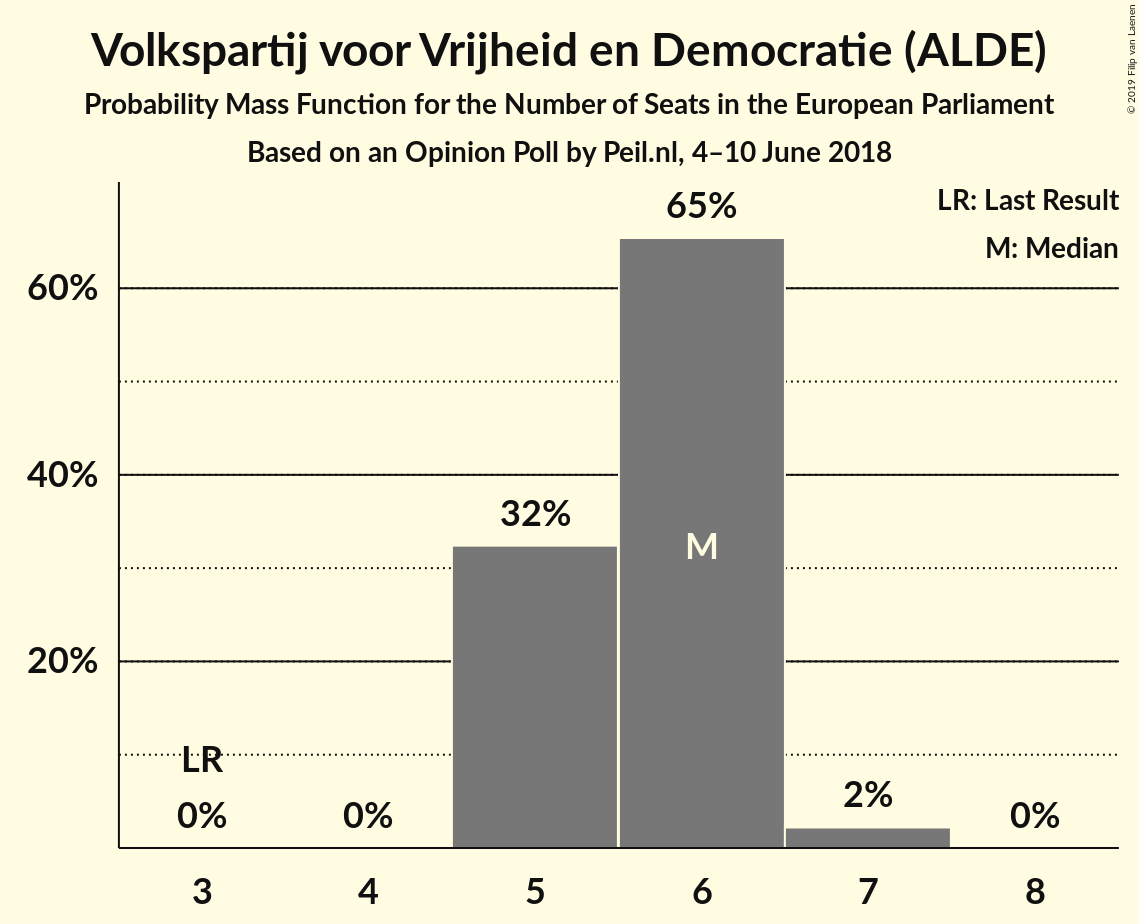 Volkspartij voor Vrijheid en Democratie (ALDE)
Probability Mass Function for the Number of Seats in the European Parliament
Based on an Opinion Poll by Peil.nl, 4–10 June 2018
© 2019 Filip van Laenen
LR: Last Result
M: Median
65%
60%
40%
32%
M
20%
LR
2%
0%
0%
0%
3
4
5
6
7
8